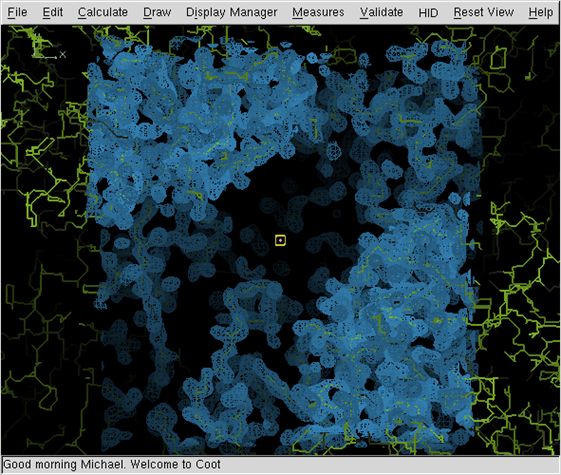 File Edit Calculate Draw Display Manager Measures Validate HID Reset View Help
X
Good morning Michael. Welcome to Coot